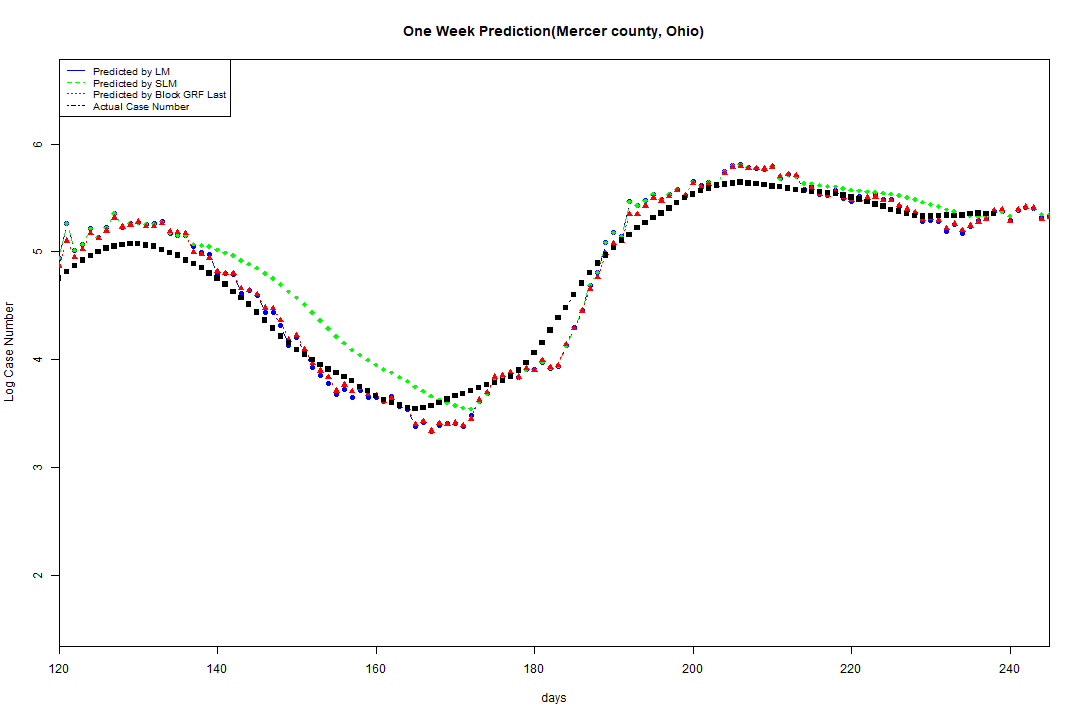 One Week Prediction(Mercer county, Ohio)
Predicted by LM
Predicted by SLM
Predicted by Block GRF Last
Actual Case Number
6
5
4
3
2
Log Case Number
120 140 160 180 200 220 240
days